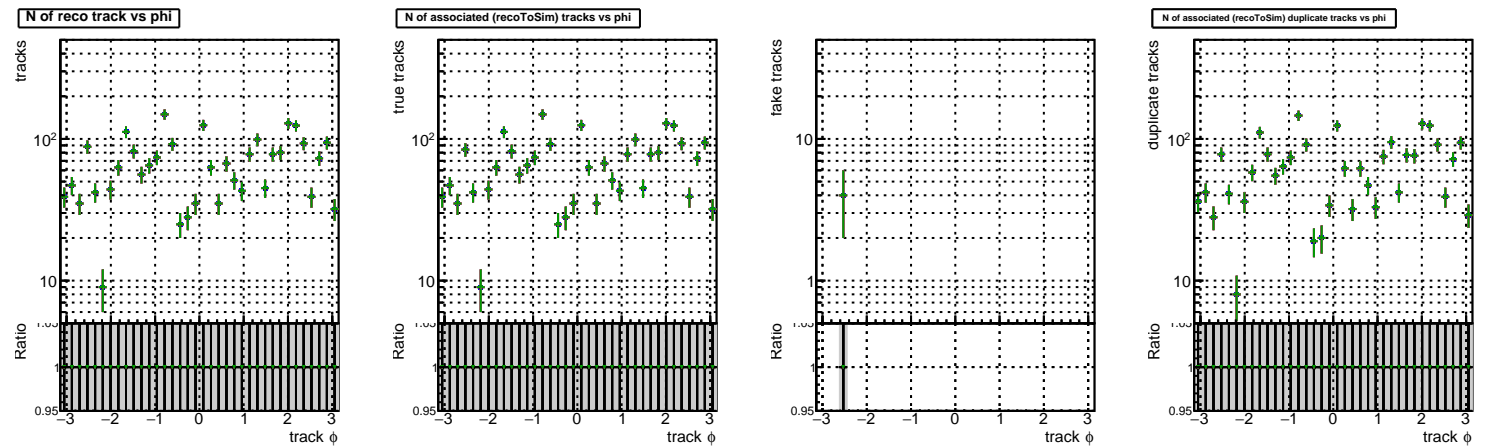 N of reco track vs phi
tracks
10²
10
Ratio
1
0.95
−3 −2 −1 0 1 2 3
track ϕ
N of associated (recoToSim) tracks vs phi
true tracks
10²
10
Ratio
1
0.95
−3 −2 −1 0 1 2 3
track ϕ
fake tracks
10
1
Ratio
1
0.95
−3 −2 −1 0 1 2 3
track ϕ
N of associated (recoToSim) duplicate tracks vs phi
duplicate tracks
10²
10
Ratio
1
0.95
−3 −2 −1 0 1 2 3
track ϕ